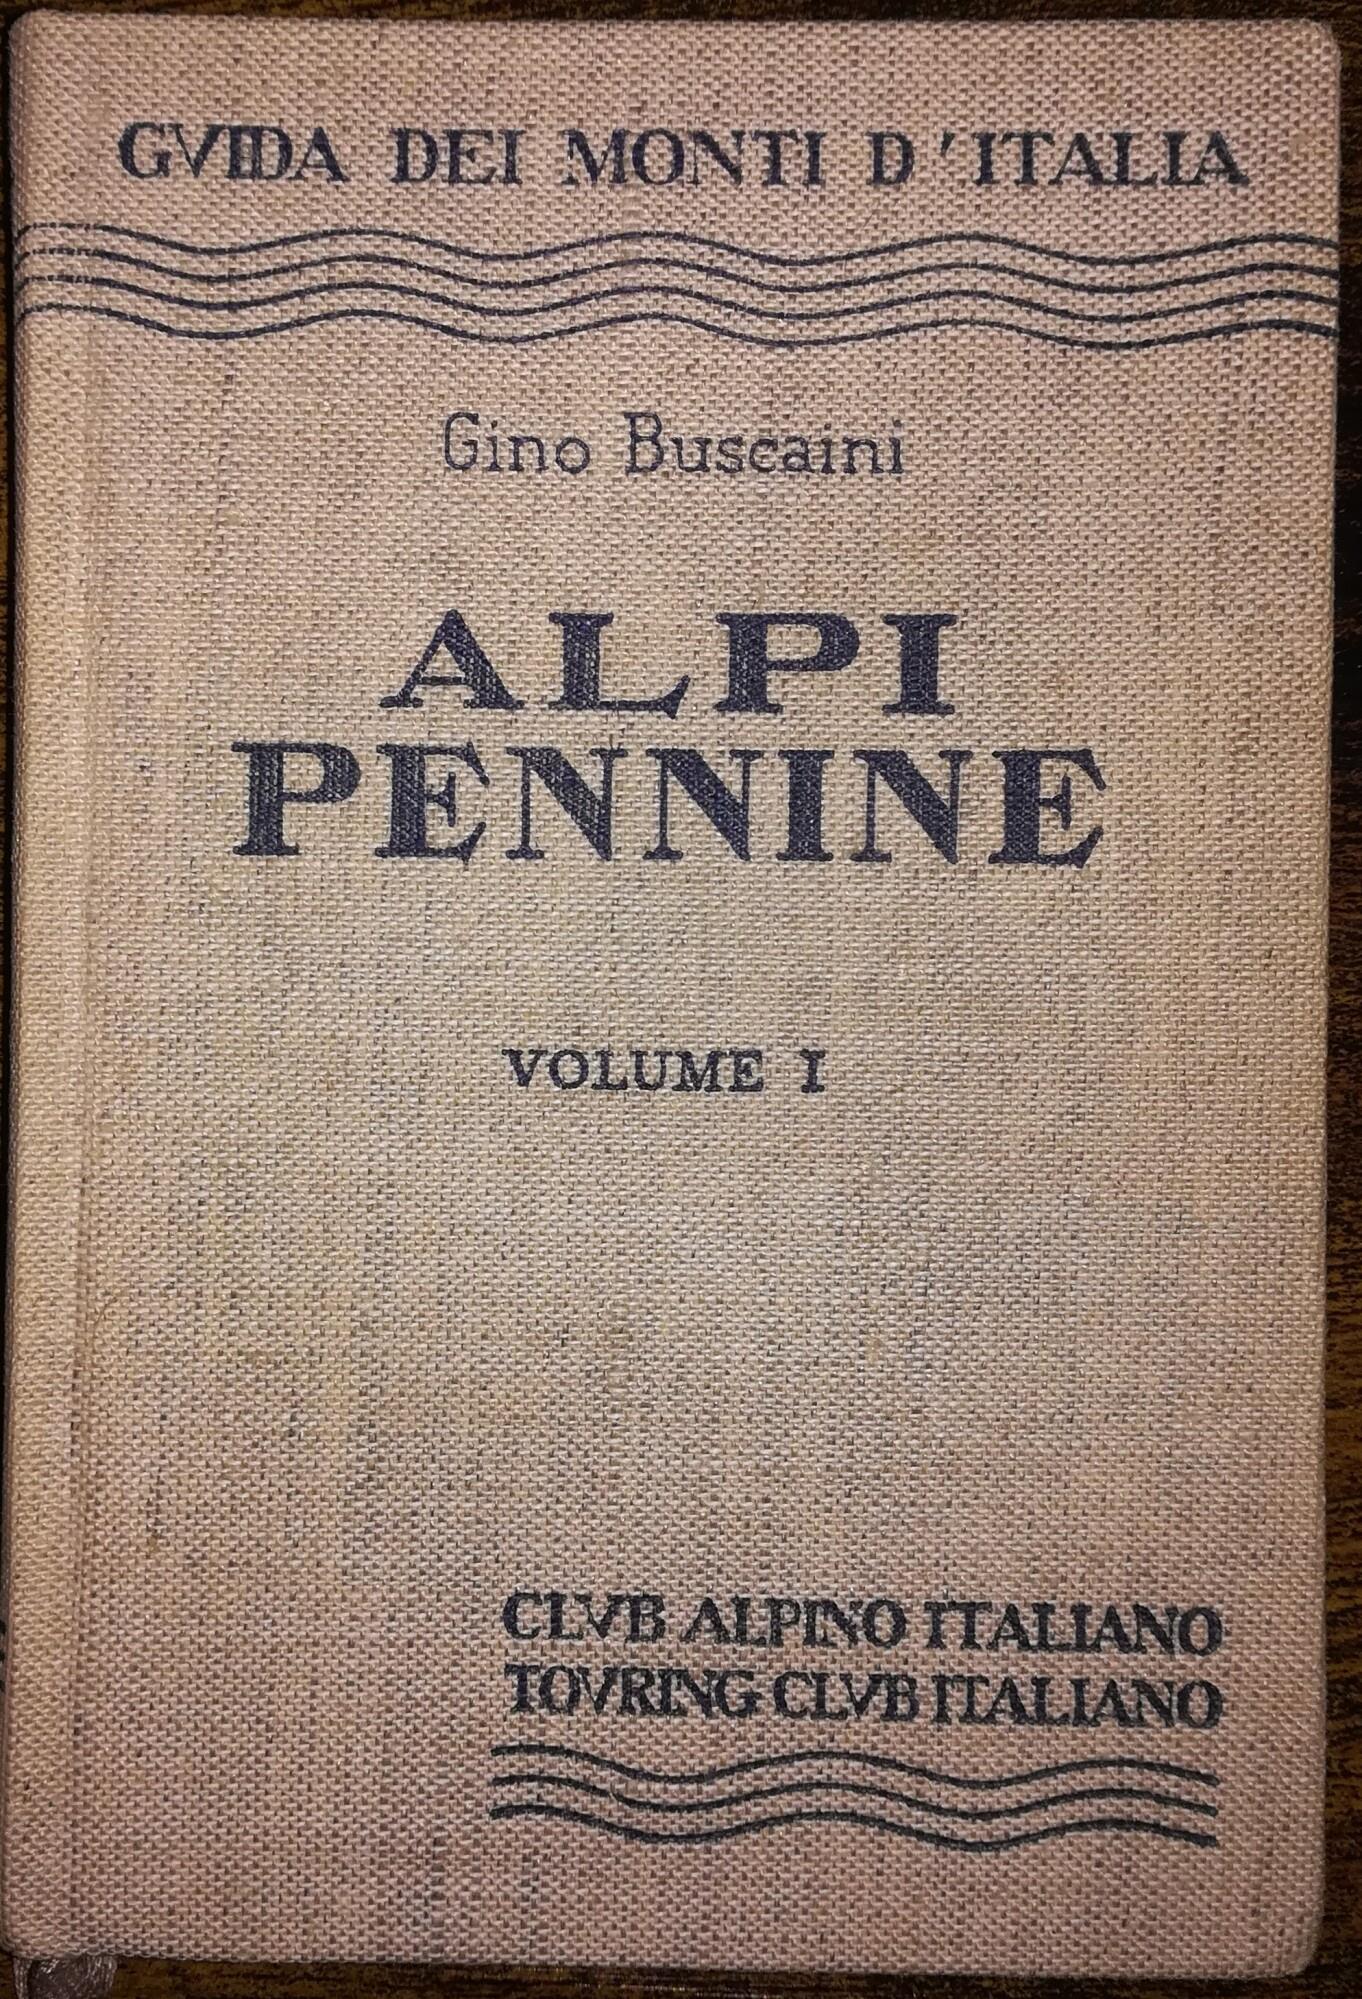 GVIDA DEI MONTI D'ITALIA
Gino Buscaini
ALPI
PENNINE
VOLUME I
CLVB ALPINO ITALIANO
TOVRING CLVB ITALIANO